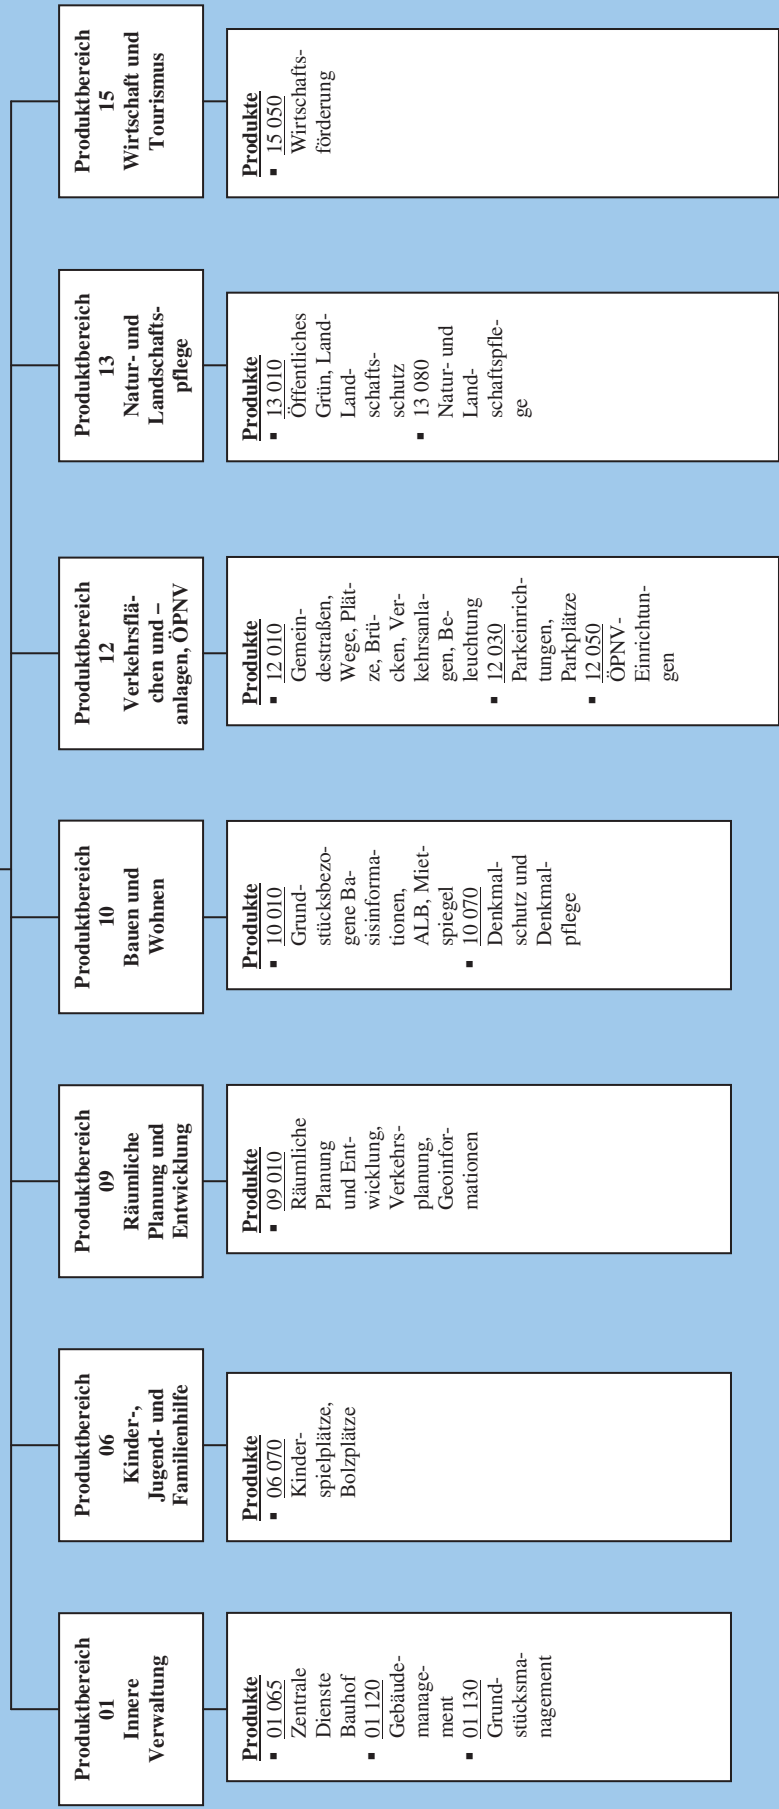 Produktbereich
01
Innere
Verwaltung
Produkte
▪ 01 065
Zentrale
Dienste
Bauhof
▪ 01 120
Gebäude-
manage-
ment
▪ 01 130
Grund-
stücksma-
nagement
Produktbereich
06
Kinder-,
Jugend- und
Familienhilfe
Produkte
▪ 06 070
Kinder-
spielplätze,
Bolzplätze
Produktbereich
09
Räumliche
Planung und
Entwicklung
Produkte
▪ 09 010
Räumliche
Planung
und Ent-
wicklung,
Verkehrs-
planung,
Geoinfor-
mationen
Produktbereich
10
Bauen und
Wohnen
Produkte
▪ 10 010
Grund-
stücksbezo-
gene Ba-
sisinforma-
tionen,
ALB, Miet-
spiegel
▪ 10 070
Denkmal-
schutz und
Denkmal-
pflege
Produktbereich
12
Verkehrsflä-
chen und –
anlagen, ÖPNV
Produkte
▪ 12 010
Gemein-
destraßen,
Wege, Plät-
ze, Brü-
cken, Ver-
kehrsanla-
gen, Be-
leuchtung
▪ 12 030
Parkeinrich-
tungen,
Parkplätze
▪ 12 050
ÖPNV-
Einrichtun-
gen
Produktbereich
13
Natur- und
Landschafts-
pflege
Produkte
▪ 13 010
Öffentliches
Grün, Land-
Land-
schafts-
schutz
▪ 13 080
Natur- und
Land-
schaftspfle-
ge
Produktbereich
15
Wirtschaft und
Tourismus
Produkte
▪ 15 050
Wirtschafts-
förderung